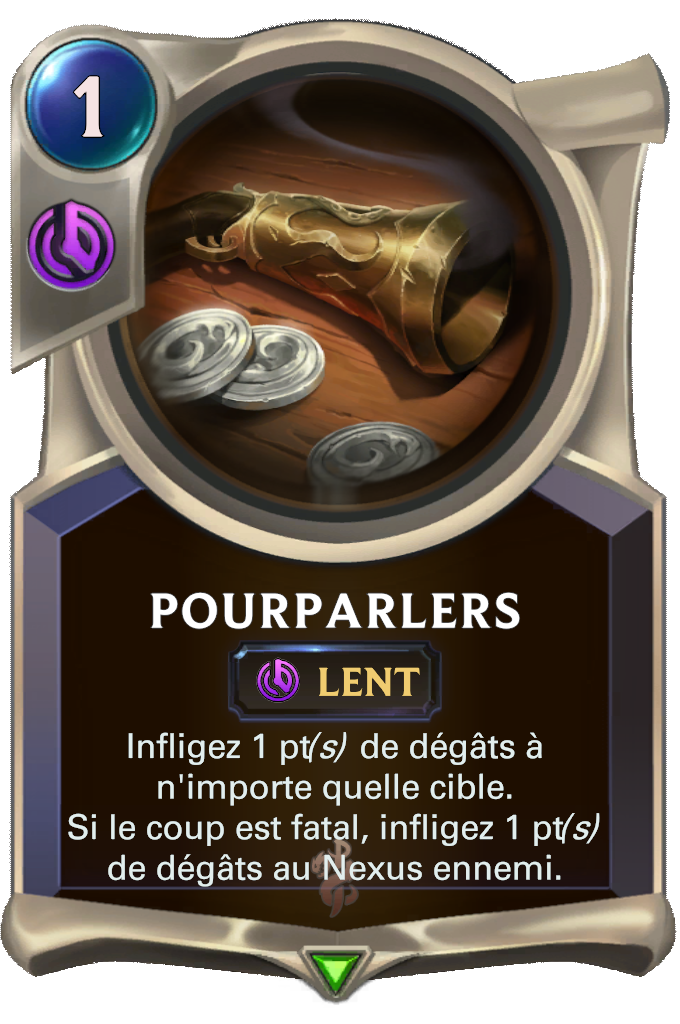 1
POURPARLERS
LENT
Infligez 1 pt(s) de dégâts à
n'importe quelle cible.
Si le coup est fatal, infligez 1 pt(s)
de dégâts au Nexus ennemi.